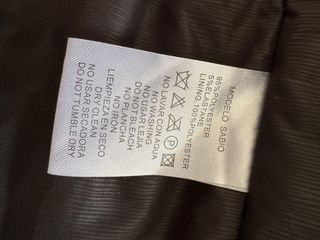 MODELO SABIO
95%POLYESTER
5%ELASTANE
LINING.100%POLYESTER
NO LAVAR CON AGUA
NO WASHING
NO USAR LEJIA
DO NOT BLEACH
NO PLANCHA
NO IRON
LIEMPIEZA EN SECO
DRY CLEAN
NO USAR SECADORA
DO NOT TUMBLE DRY